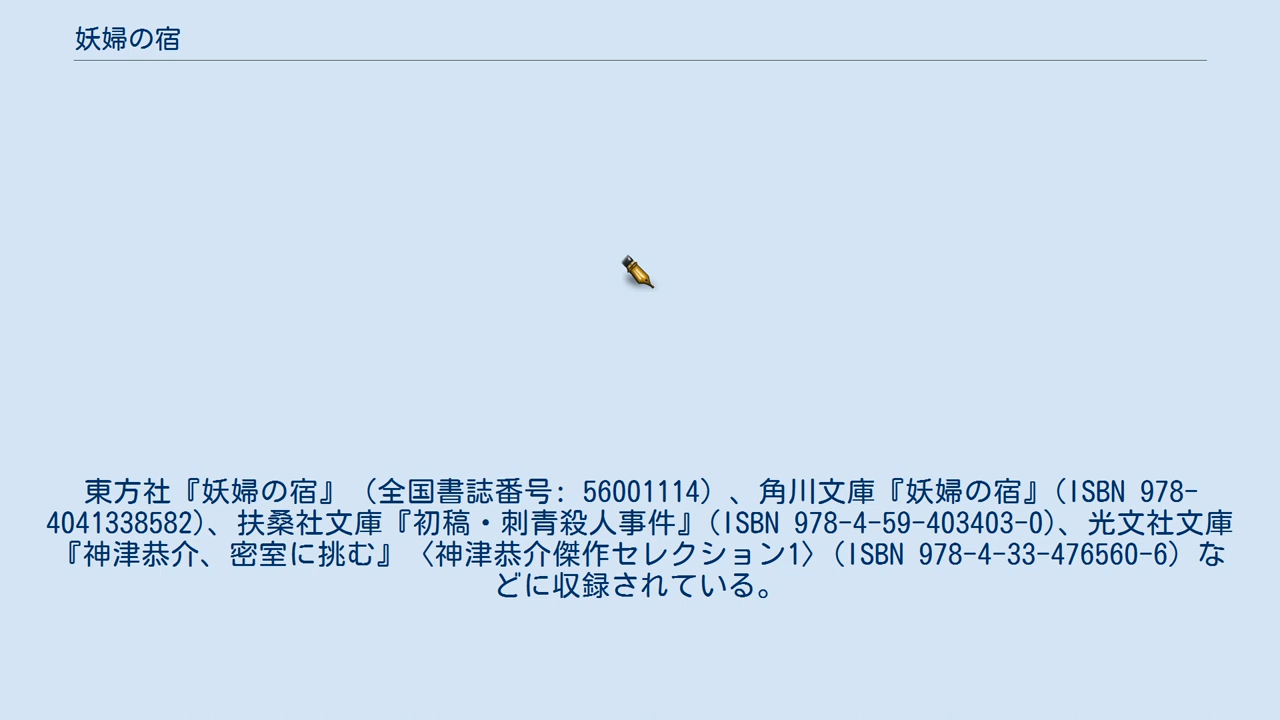 妖婦の宿
東方社『妖婦の宿』（全国書誌番号: 56001114）、角川文庫『妖婦の宿』(ISBN 978-
4041338582)、扶桑社文庫『初稿・刺青殺人事件』(ISBN 978-4-59-403403-0)、光文社文庫
『神津恭介、密室に挑む』〈神津恭介傑作セレクション1〉(ISBN 978-4-33-476560-6) な
どに収録されている。